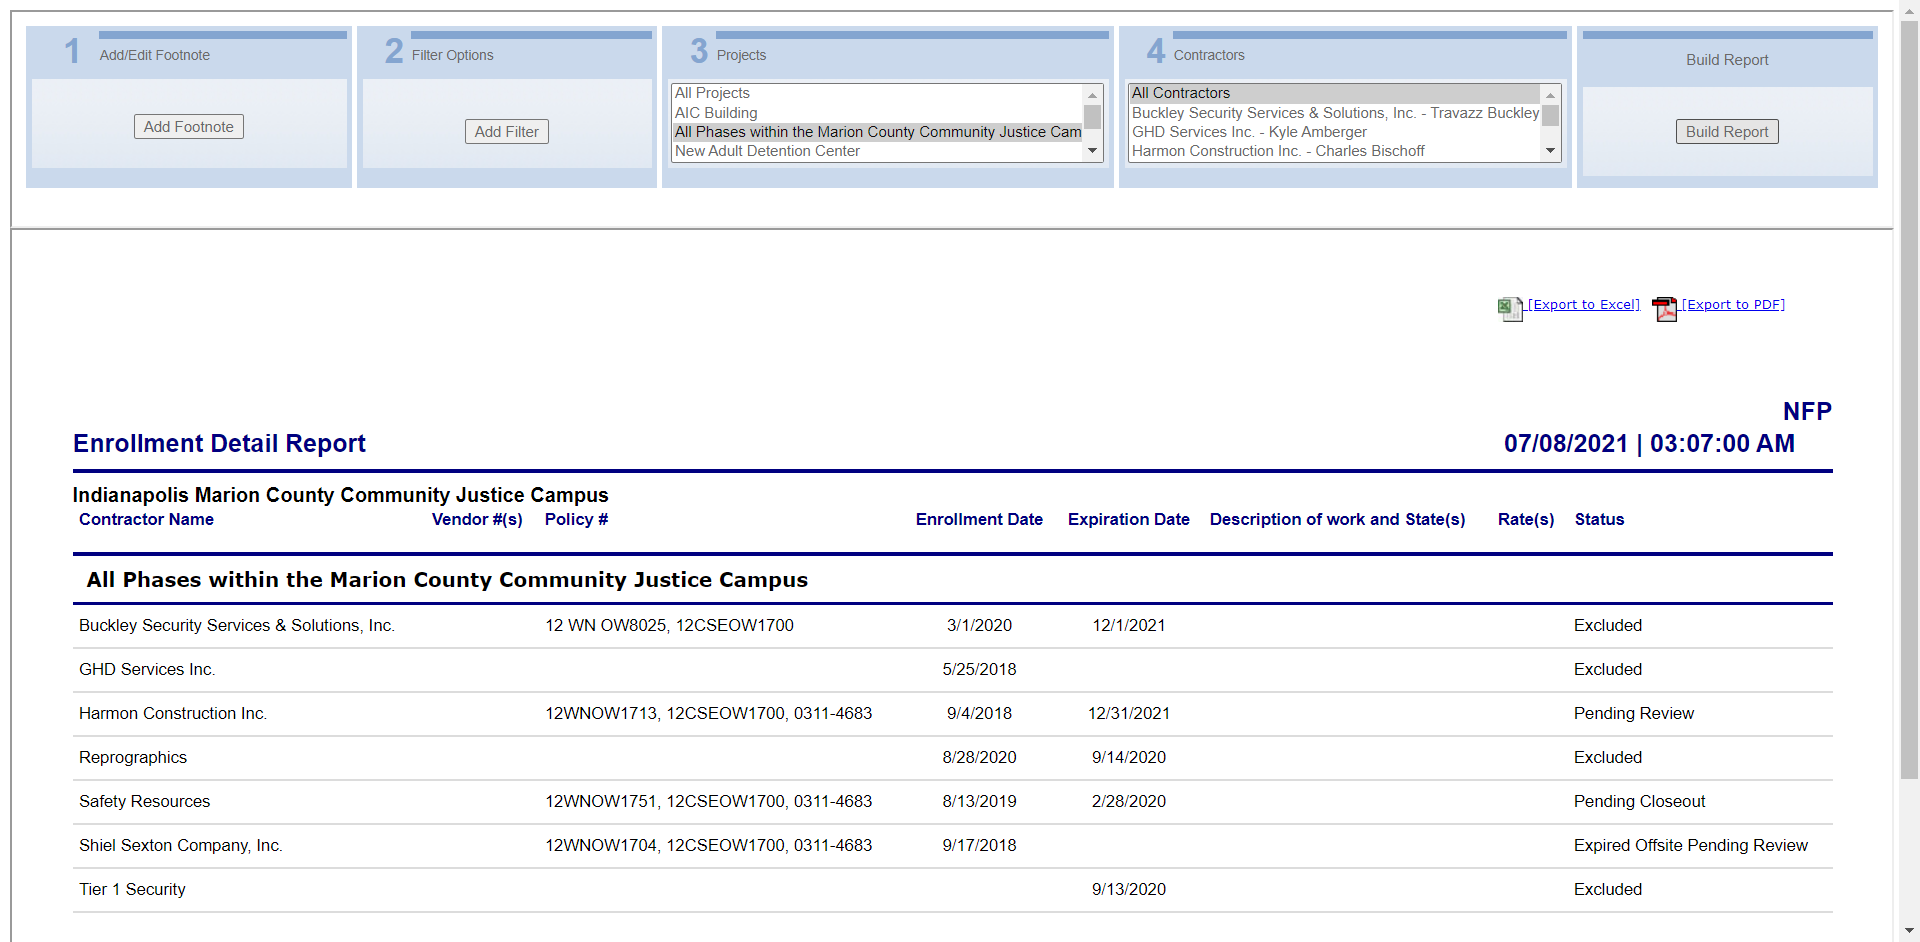 1 Add/Edit Footnote
Add Footnote
2 Filter Options
Add Filter
3 Projects
All Projects
AIC Building
All Phases within the Marion County Community Justice Cam
New Adult Detention Center
4 Contractors
All Contractors
Buckley Security Services & Solutions, Inc. - Travazz Buckley
GHD Services Inc. - Kyle Amberger
Harmon Construction Inc. - Charles Bischoff
Build Report
Build Report
[Export to Excel] [Export to PDF]
NFP
Enrollment Detail Report 07/08/2021 | 03:07:00 AM
Indianapolis Marion County Community Justice Campus
Contractor Name Vendor #(s) Policy # Enrollment Date Expiration Date Description of work and State(s) Rate(s) Status
All Phases within the Marion County Community Justice Campus
Buckley Security Services & Solutions, Inc. 12 WN OW8025, 12CSEOW1700 3/1/2020 12/1/2021 Excluded
GHD Services Inc. 5/25/2018 Excluded
Harmon Construction Inc. 12WNOW1713, 12CSEOW1700, 0311-4683 9/4/2018 12/31/2021 Pending Review
Reprographics 8/28/2020 9/14/2020 Excluded
Safety Resources 12WNOW1751, 12CSEOW1700, 0311-4683 8/13/2019 2/28/2020 Pending Closeout
Shiel Sexton Company, Inc. 12WNOW1704, 12CSEOW1700, 0311-4683 9/17/2018 Expired Offsite Pending Review
Tier 1 Security 9/13/2020 Excluded